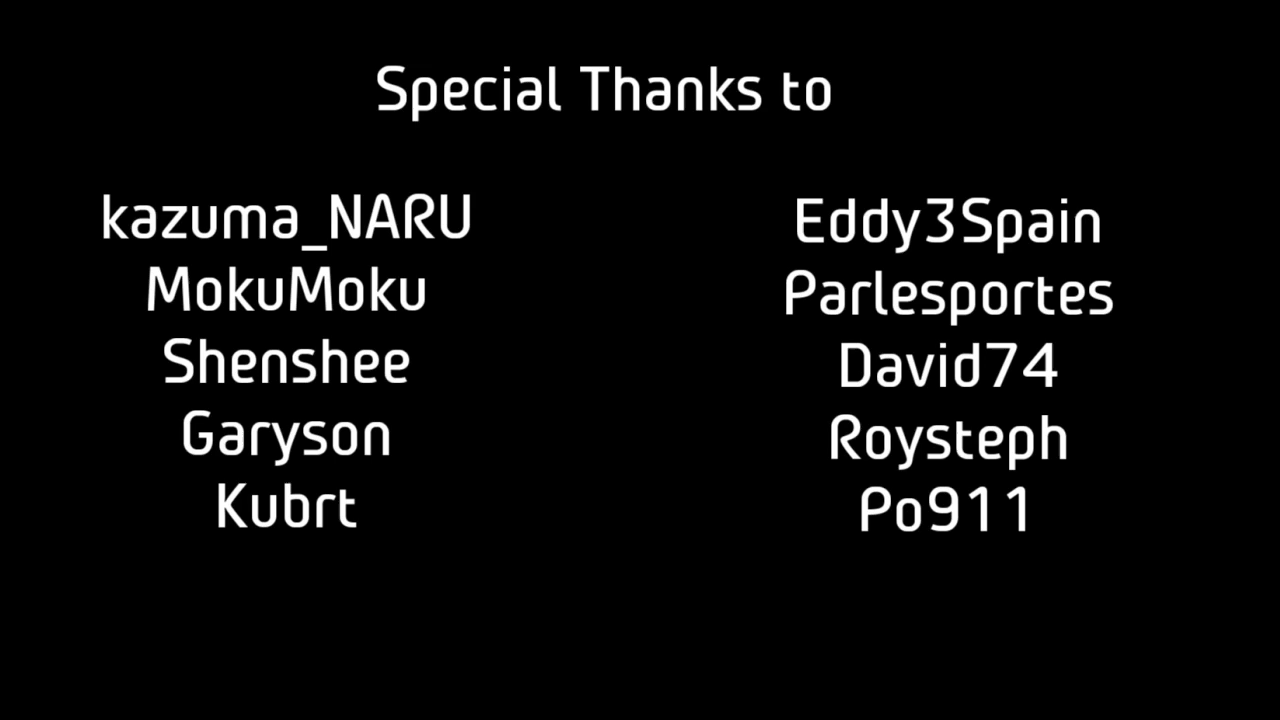 Special Thanks to
kazuma_NARU
MokuMoku
Shenshee
Garyson
Kubrt
Eddy3Spain
Parlesportes
David74
Roysteph
Po911